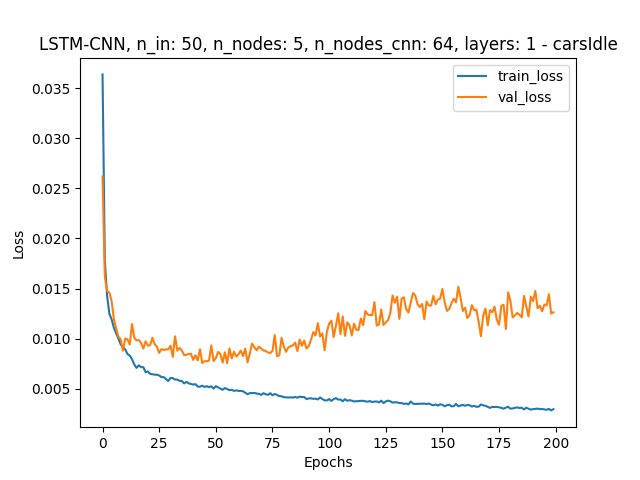 LSTM-CNN, n_in: 50, n_nodes: 5, n_nodes_cnn: 64, layers: 1 - carsIdle
train_loss
val_loss
0.035
0.030
0.025
0.020
0.015
0.010
0.005
Loss
0 25 50 75 100 125 150 175 200
Epochs